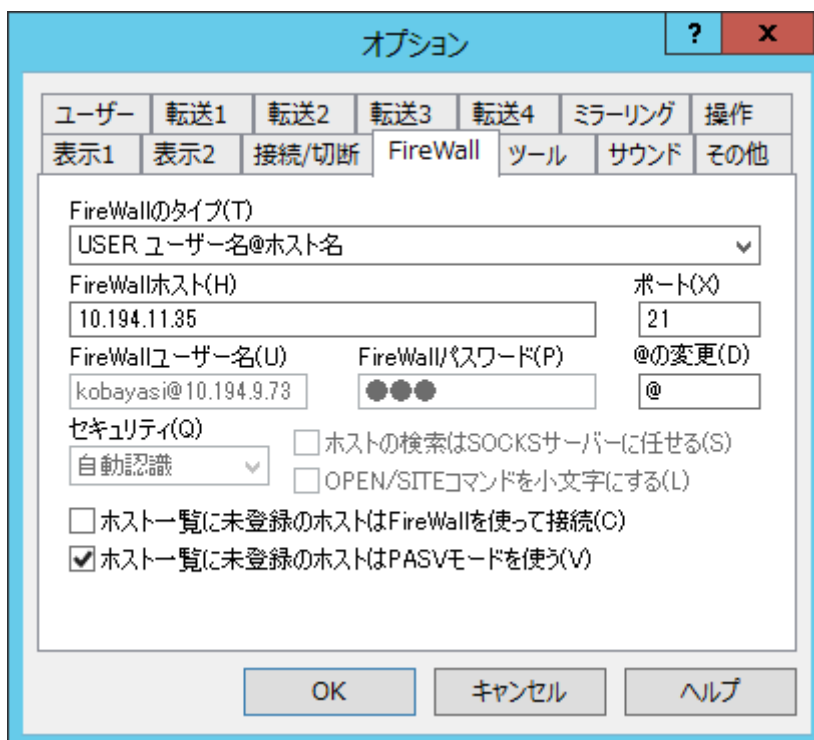 オプション
? x
ユーザー 転送1 転送2 転送3 転送4 ミラーリング 操作
表示1 表示2 接続/切断 FireWall ツール サウンド その他
FireWallのタイプ(T)
USER ユーザー名@ホスト名
FireWallホスト(H) ポート(X)
10.194.11.35 21
FireWallユーザー名(U) FireWallパスワード(P) @の変更(D)
kobayasi@10.194.9.73 ●●● @
セキュリティ(Q)
自動認識
ホストの検索はSOCKSサーバーに任せる(S)
OPEN/SITEコマンドを小文字にする(L)
ホスト一覧に未登録のホストはFireWallを使って接続(C)
ホスト一覧に未登録のホストはPASVモードを使う(V)
OK キャンセル ヘルプ